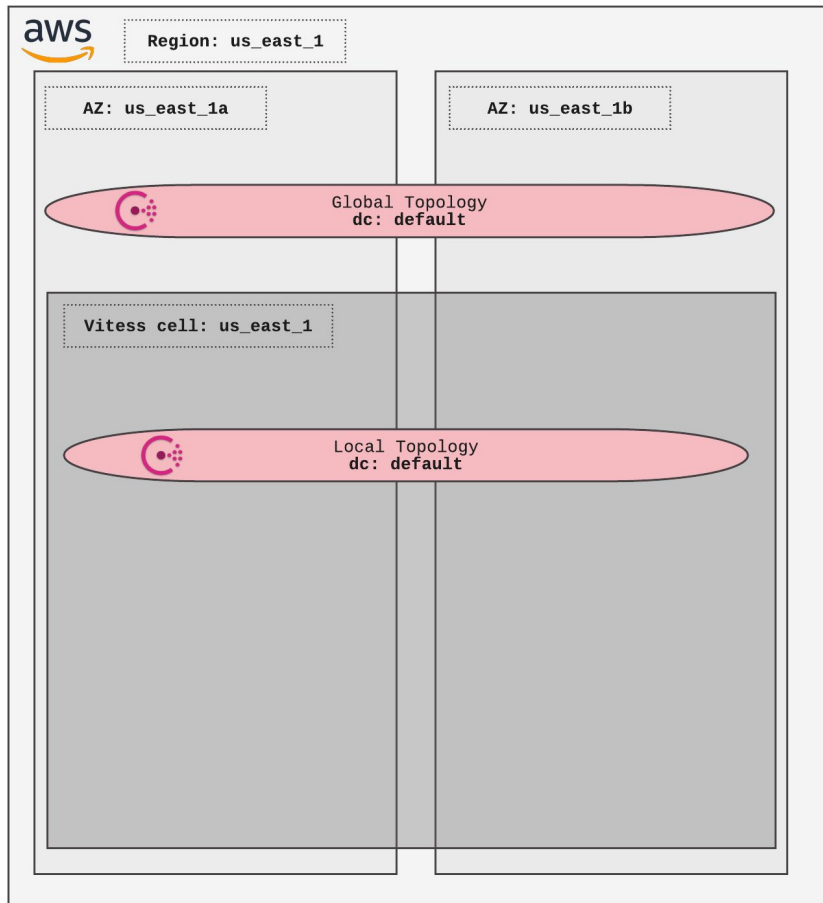 aws
Region: us_east_1
AZ: us_east_1a
AZ: us_east_1b
Global Topology
dc: default
Vitess cell: us_east_1
Local Topology
dc: default